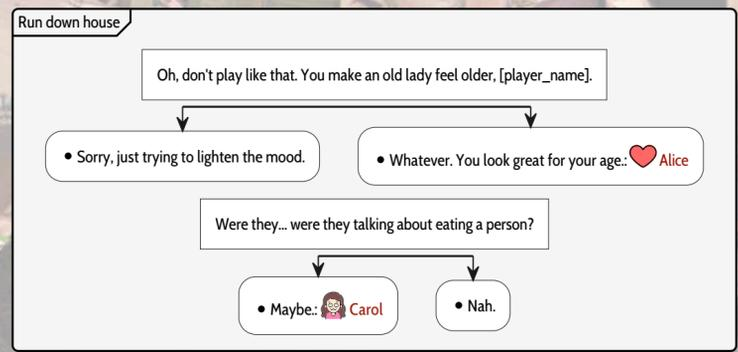 Run down house
Oh, don't play like that. You make an old lady feel older, [player_name].
• Sorry, just trying to lighten the mood.
• Whatever. You look great for your age.: Alice
Were they... were they talking about eating a person?
• Maybe.: Carol
• Nah.